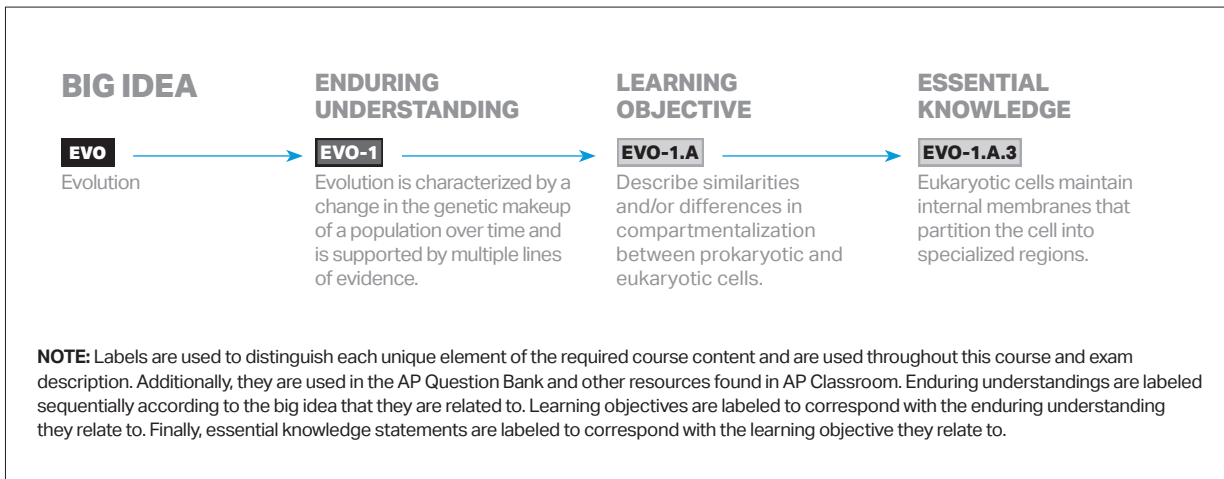 BIG IDEA
EVO
Evolution
ENDURING
UNDERSTANDING
EVO-1
Evolution is characterized by a
change in the genetic makeup
of a population over time and
is supported by multiple lines
of evidence.
LEARNING
OBJECTIVE
EVO-1.A
Describe similarities
and/or differences in
compartmentalization
between prokaryotic and
eukaryotic cells.
ESSENTIAL
KNOWLEDGE
EVO-1.A.3
Eukaryotic cells maintain
internal membranes that
partition the cell into
specialized regions.
NOTE: Labels are used to distinguish each unique element of the required course content and are used throughout this course and exam
description. Additionally, they are used in the AP Question Bank and other resources found in AP Classroom. Enduring understandings are labeled
sequentially according to the big idea that they are related to. Learning objectives are labeled to correspond with the enduring understanding
they relate to. Finally, essential knowledge statements are labeled to correspond with the learning objective they relate to.